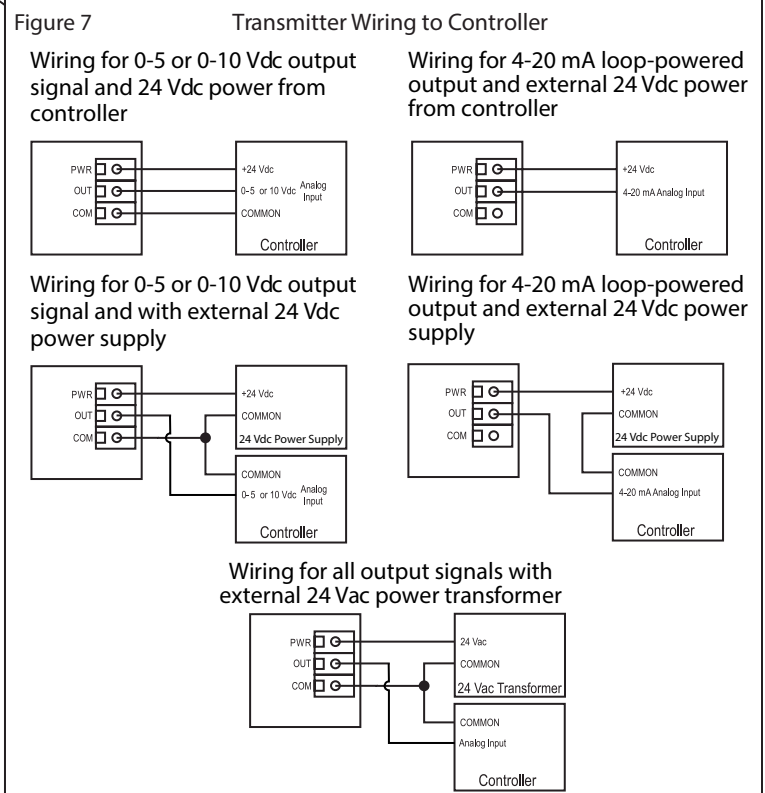 Figure 7
Transmitter Wiring to Controller
Wiring for 0-5 or 0-10 Vdc output
signal and 24 Vdc power from
controller
PWR
OUT
COM
+24 Vdc
0-5 or 10 Vdc Analog
Input
COMMON
Controller
Wiring for 4-20 mA loop-powered
output and external 24 Vdc power
from controller
PWR
OUT
COM
+24 Vdc
4-20 mA Analog Input
Controller
Wiring for 0-5 or 0-10 Vdc output
signal and with external 24 Vdc
power supply
PWR
OUT
COM
+24 Vdc
COMMON
24 Vdc Power Supply
COMMON
0-5 or 10 Vdc Analog
Input
Controller
Wiring for 4-20 mA loop-powered
output and external 24 Vdc power
supply
PWR
OUT
COM
+24 Vdc
COMMON
24 Vdc Power Supply
COMMON
4-20 mA Analog Input
Controller
Wiring for all output signals with
external 24 Vac power transformer
PWR
OUT
COM
24 Vac
COMMON
24 Vac Transformer
COMMON
Analog Input
Controller